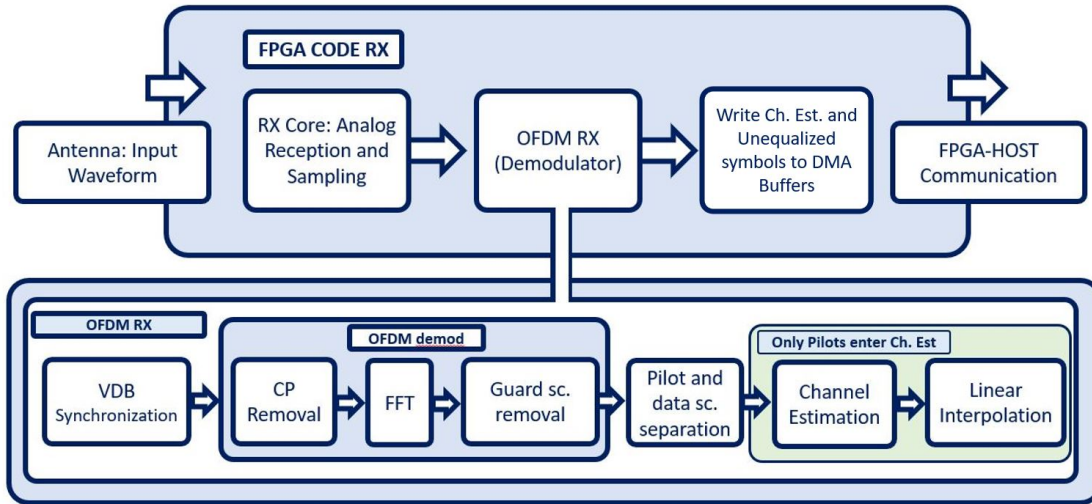 FPGA CODE RX
Antenna: Input
Waveform
RX Core: Analog
Reception and
Sampling
OFDM RX
(Demodulator)
Write Ch. Est. and
Unequalized
symbols to DMA
Buffers
FPGA-HOST
Communication
OFDM RX
VDB
Synchronization
OFDM demod
CP
Removal
FFT
Guard sc.
removal
Pilot and
data sc.
separation
Only Pilots enter Ch. Est
Channel
Estimation
Linear
Interpolation